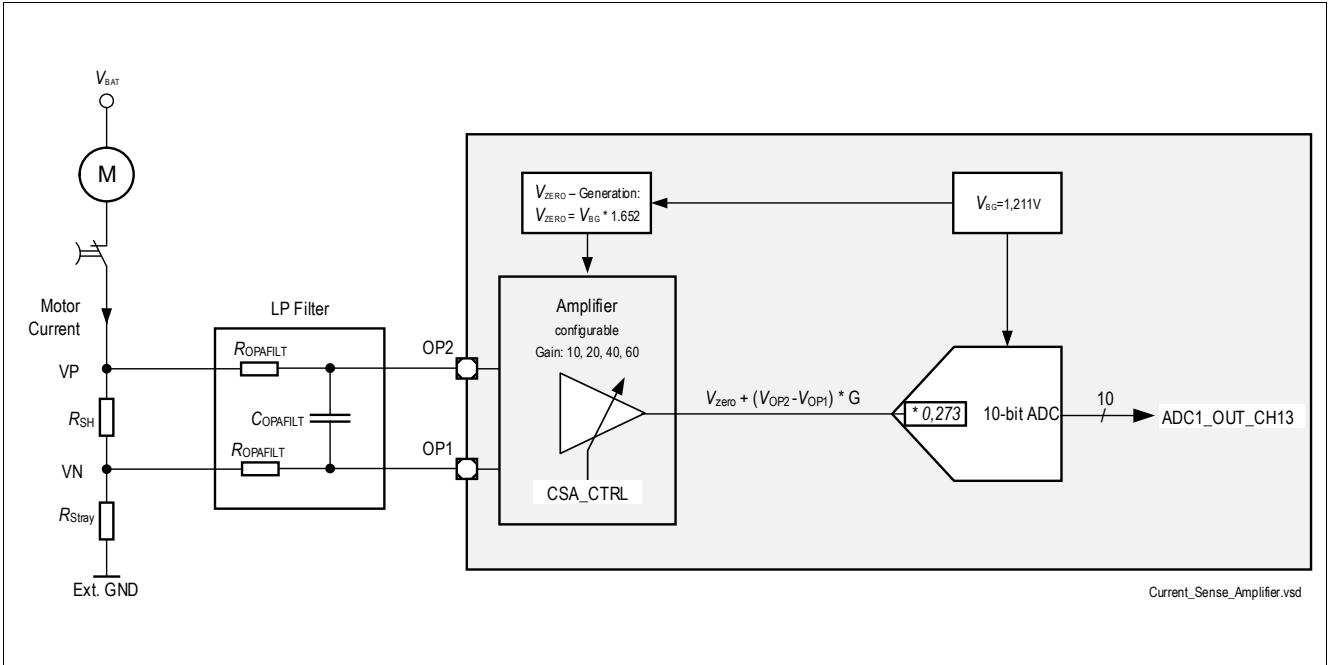 VBAT
M
Motor
Current
VP
RSH
VN
RStray
Ext. GND
LP Filter
ROPAFILT
COPAFILT
ROPAFILT
OP2
OP1
VZERO – Generation:
VZERO = VBG * 1.652
VBG=1,211V
Amplifier
configurable
Gain: 10, 20, 40, 60
CSA_CTRL
Vzero + (VOP2-VOP1) * G
* 0,273
10-bit ADC
10
ADC1_OUT_CH13
Current_Sense_Amplifier.vsd